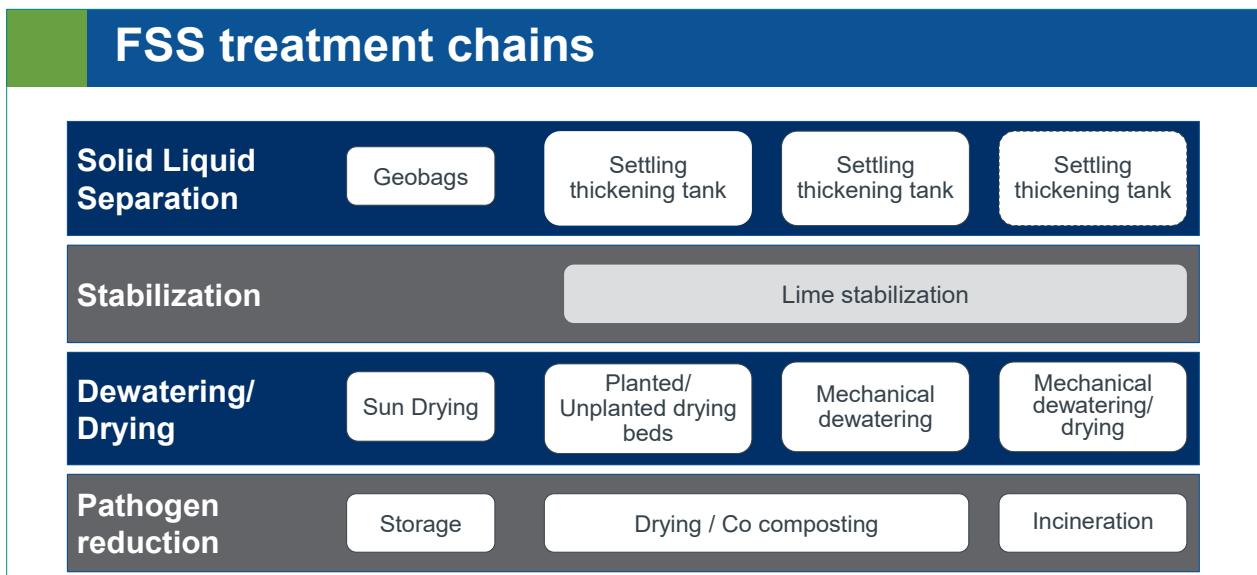 FSS treatment chains
Solid Liquid
Separation
Geobags
Settling
thickening tank
Settling
thickening tank
Settling
thickening tank
Stabilization
Lime stabilization
Dewatering/
Drying
Sun Drying
Planted/
Unplanted drying
beds
Mechanical
dewatering
Mechanical
dewatering/
drying
Pathogen
reduction
Storage
Drying / Co composting
Incineration